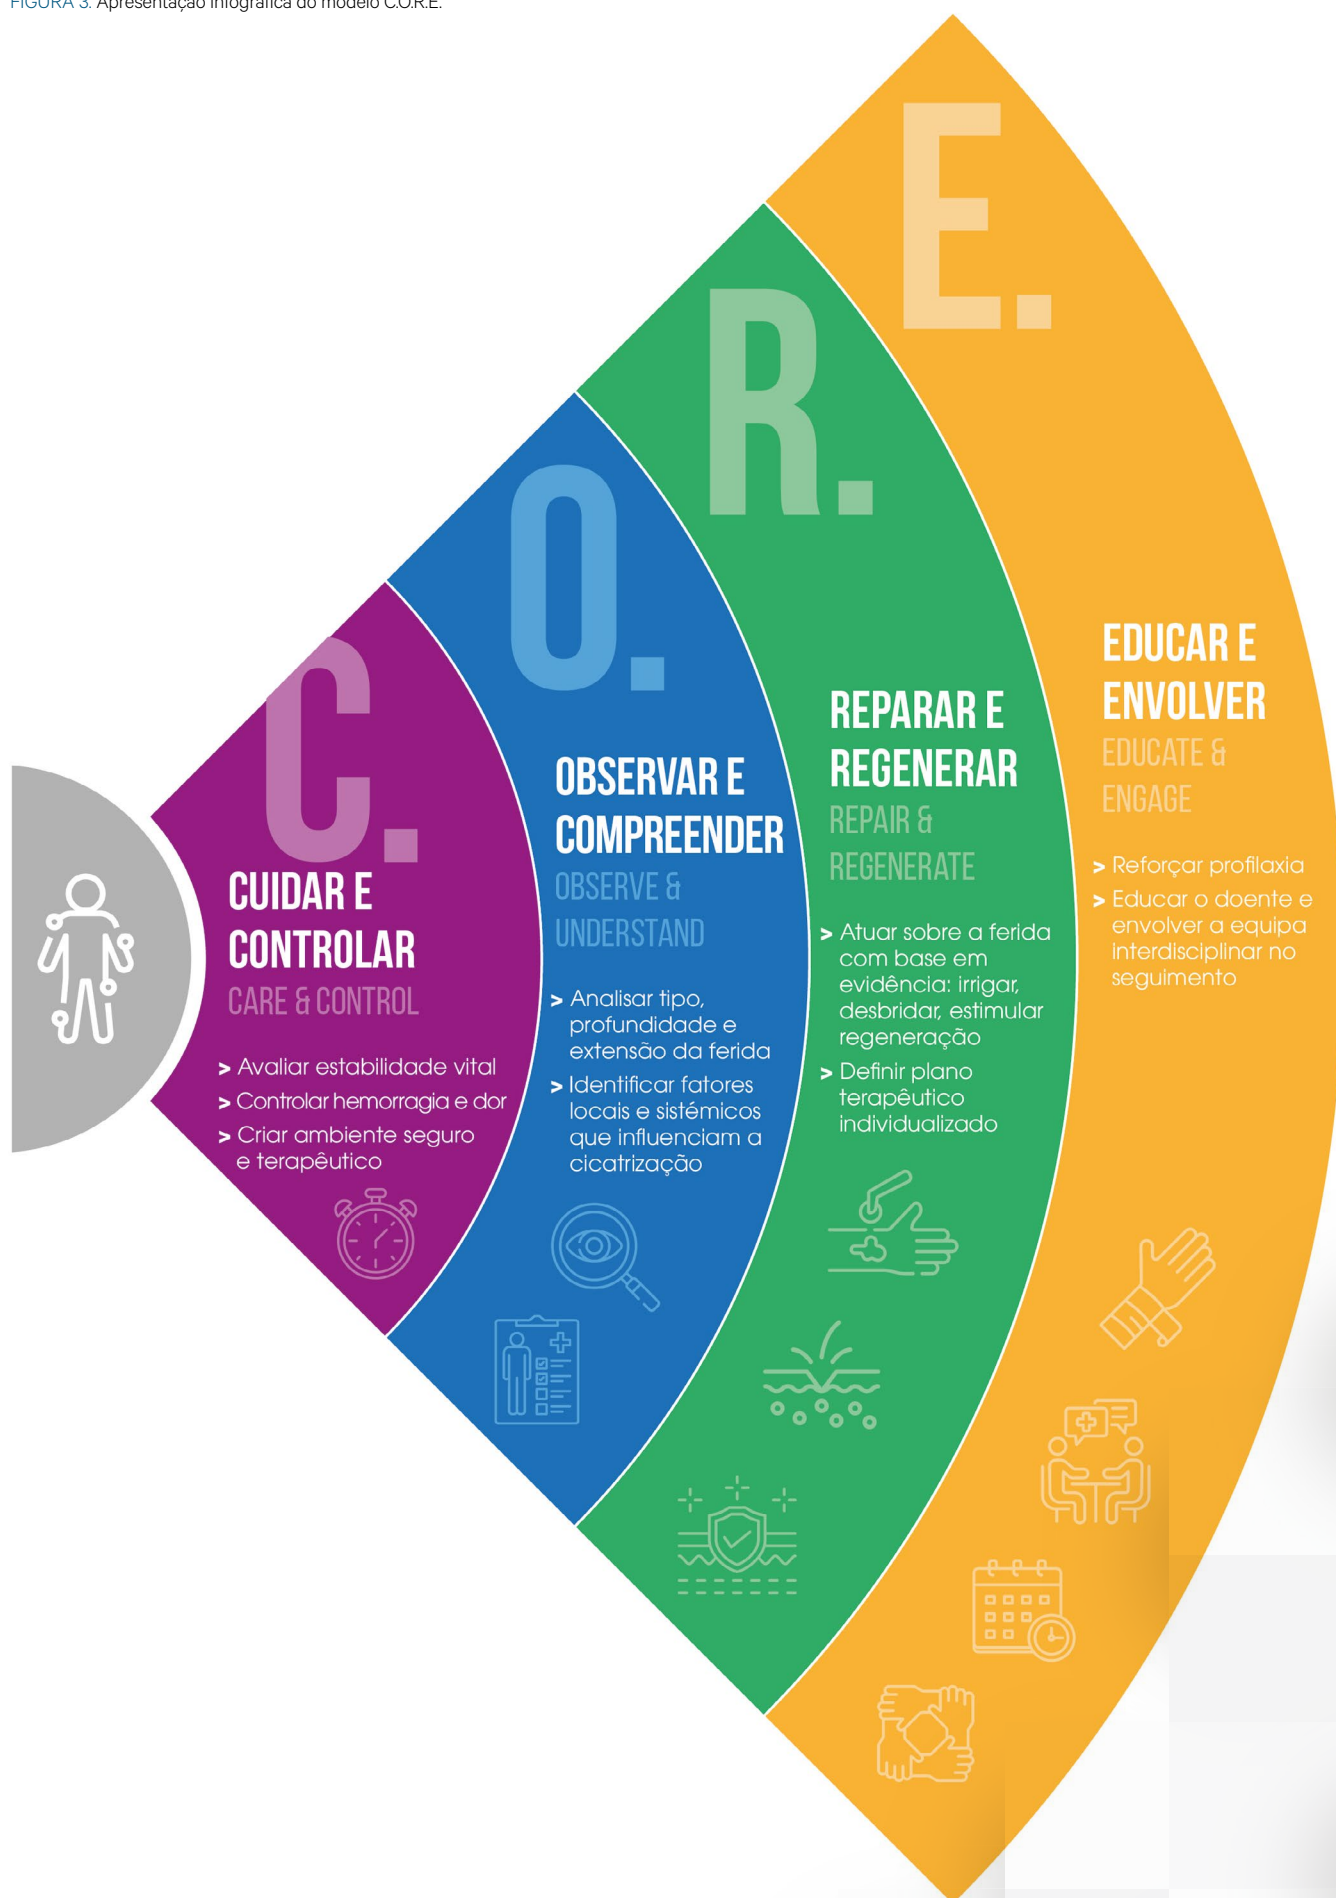 FIGURA 3. Apresentação infográfica do modelo C.O.R.E.
C.
CUIDAR E
CONTROLAR
CARE & CONTROL
> Avaliar estabilidade vital
> Controlar hemorragia e dor
> Criar ambiente seguro
e terapêutico
O.
OBSERVAR E
COMPREENDER
OBSERVE &
UNDERSTAND
> Analisar tipo,
profundidade e
extensão da ferida
> Identificar fatores
locais e sistémicos
que influenciam a
cicatrização
R.
REPARAR E
REGENERAR
REPAIR &
REGENERATE
> Atuar sobre a ferida
com base em
evidência: irrigar,
desbridar, estimular
regeneração
> Definir plano
terapêutico
individualizado
E.
EDUCAR E
ENVOLVER
EDUCATE &
ENGAGE
> Reforçar profilaxia
> Educar o doente e
envolver a equipa
interdisciplinar no
seguimento